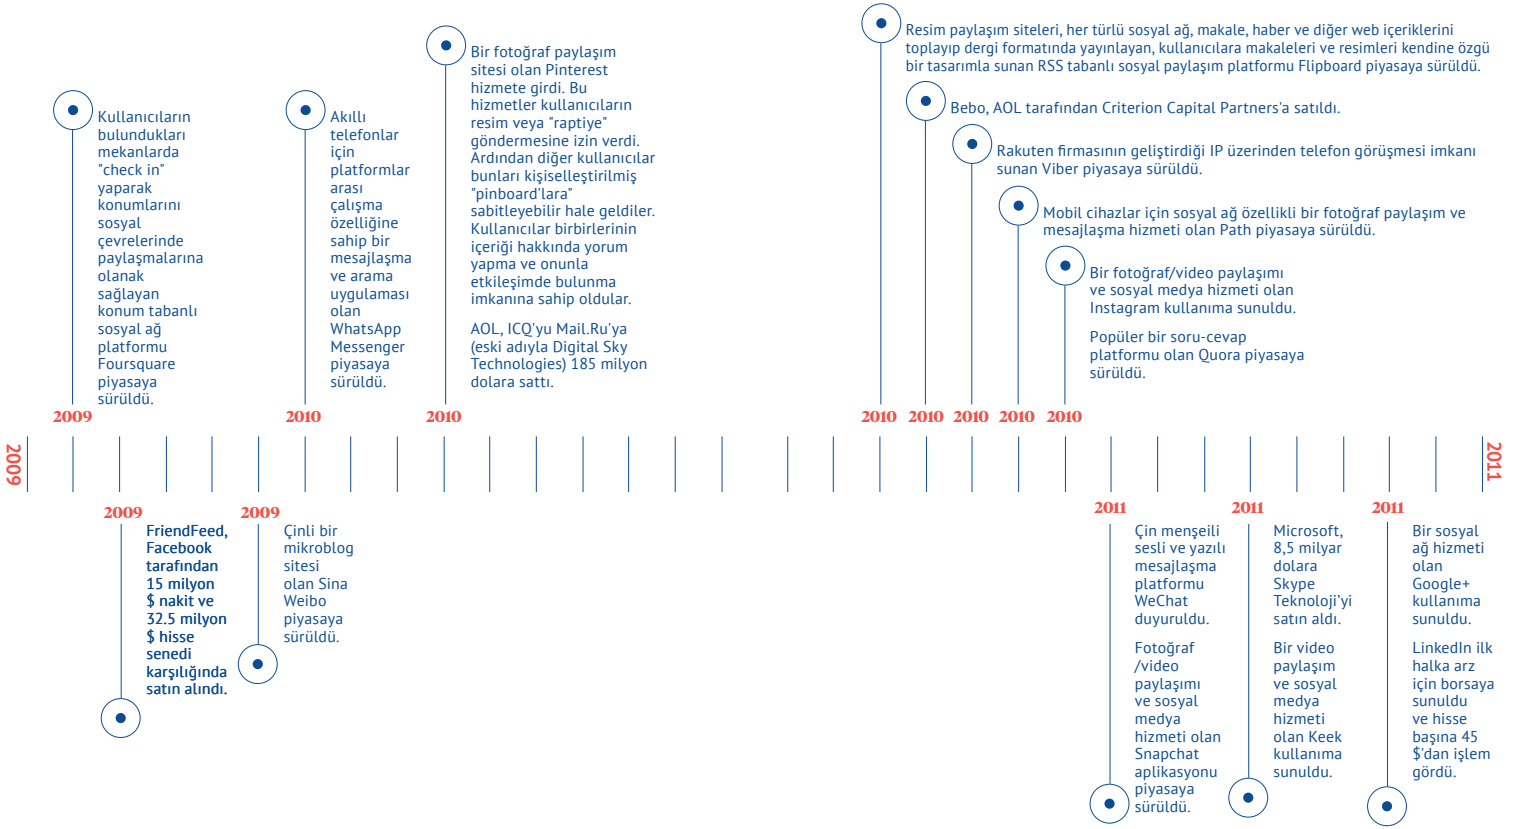 Kullanıcıların
bulundukları
mekanlarda
"check in"
yaparak
konumlarını
sosyal
çevrelerinde
paylaşmalarına
olanak
sağlayan
konum tabanlı
sosyal ağ
platformu
Foursquare
piyasaya
sürüldü.
2009
Akıllı
telefonlar
için
platformlar
arası
çalışma
özelliğine
sahip bir
mesajlaşma
ve arama
uygulaması
olan
WhatsApp
Messenger
piyasaya
sürüldü.
2010
Bir fotoğraf paylaşım
sitesi olan Pinterest
hizmete girdi. Bu
hizmetler kullanıcıların
resim veya "raptiye"
göndermesine izin verdi.
Ardından diğer kullanıcılar
bunları kişiselleştirilmiş
"pinboard'lara"
sabitleyebilir hale geldiler.
Kullanıcılar birbirlerinin
içeriği hakkında yorum
yapma ve onunla
etkileşimde bulunma
imkanına sahip oldular.
AOL, ICQ'yu Mail.Ru'ya
(eski adıyla Digital Sky
Technologies) 185 milyon
dolara sattı.
2010
Resim paylaşım siteleri, her türlü sosyal ağ, makale, haber ve diğer web içeriklerini
toplayıp dergi formatında yayınlayan, kullanıcılara makaleleri ve resimleri kendine özgü
bir tasarımla sunan RSS tabanlı sosyal paylaşım platformu Flipboard piyasaya sürüldü.
Bebo, AOL tarafından Criterion Capital Partners'a satıldı.
Rakuten firmasının geliştirdiği IP üzerinden telefon görüşmesi imkanı
sunan Viber piyasaya sürüldü.
Mobil cihazlar için sosyal ağ özellikli bir fotoğraf paylaşım ve
mesajlaşma hizmeti olan Path piyasaya sürüldü.
Bir fotoğraf/video paylaşımı
ve sosyal medya hizmeti olan
Instagram kullanıma sunuldu.
Popüler bir soru-cevap
platformu olan Quora piyasaya
sürüldü.
2010 2010 2010 2010 2010
2009
2011
2009
FriendFeed,
Facebook
tarafından
15 milyon
$ nakit ve
32.5 milyon
$ hisse
senedi
karşılığında
satın alındı.
2009
Çinli bir
mikroblog
sitesi
olan Sina
Weibo
piyasaya
sürüldü.
2011
Çin menşeili
sesli ve yazılı
mesajlaşma
platformu
WeChat
duyuruldu.
Fotoğraf
/video
paylaşımı
ve sosyal
medya
hizmeti olan
Snapchat
aplikasyonu
piyasaya
sürüldü.
2011
Microsoft,
8,5 milyar
dolara
Skype
Teknoloji’yi
satın aldı.
Bir video
paylaşım
ve sosyal
medya
hizmeti
olan Keek
kullanıma
sunuldu.
2011
Bir sosyal
ağ hizmeti
olan
Google+
kullanıma
sunuldu.
LinkedIn ilk
halka arz
için borsaya
sunuldu
ve hisse
başına 45
$'dan işlem
gördü.